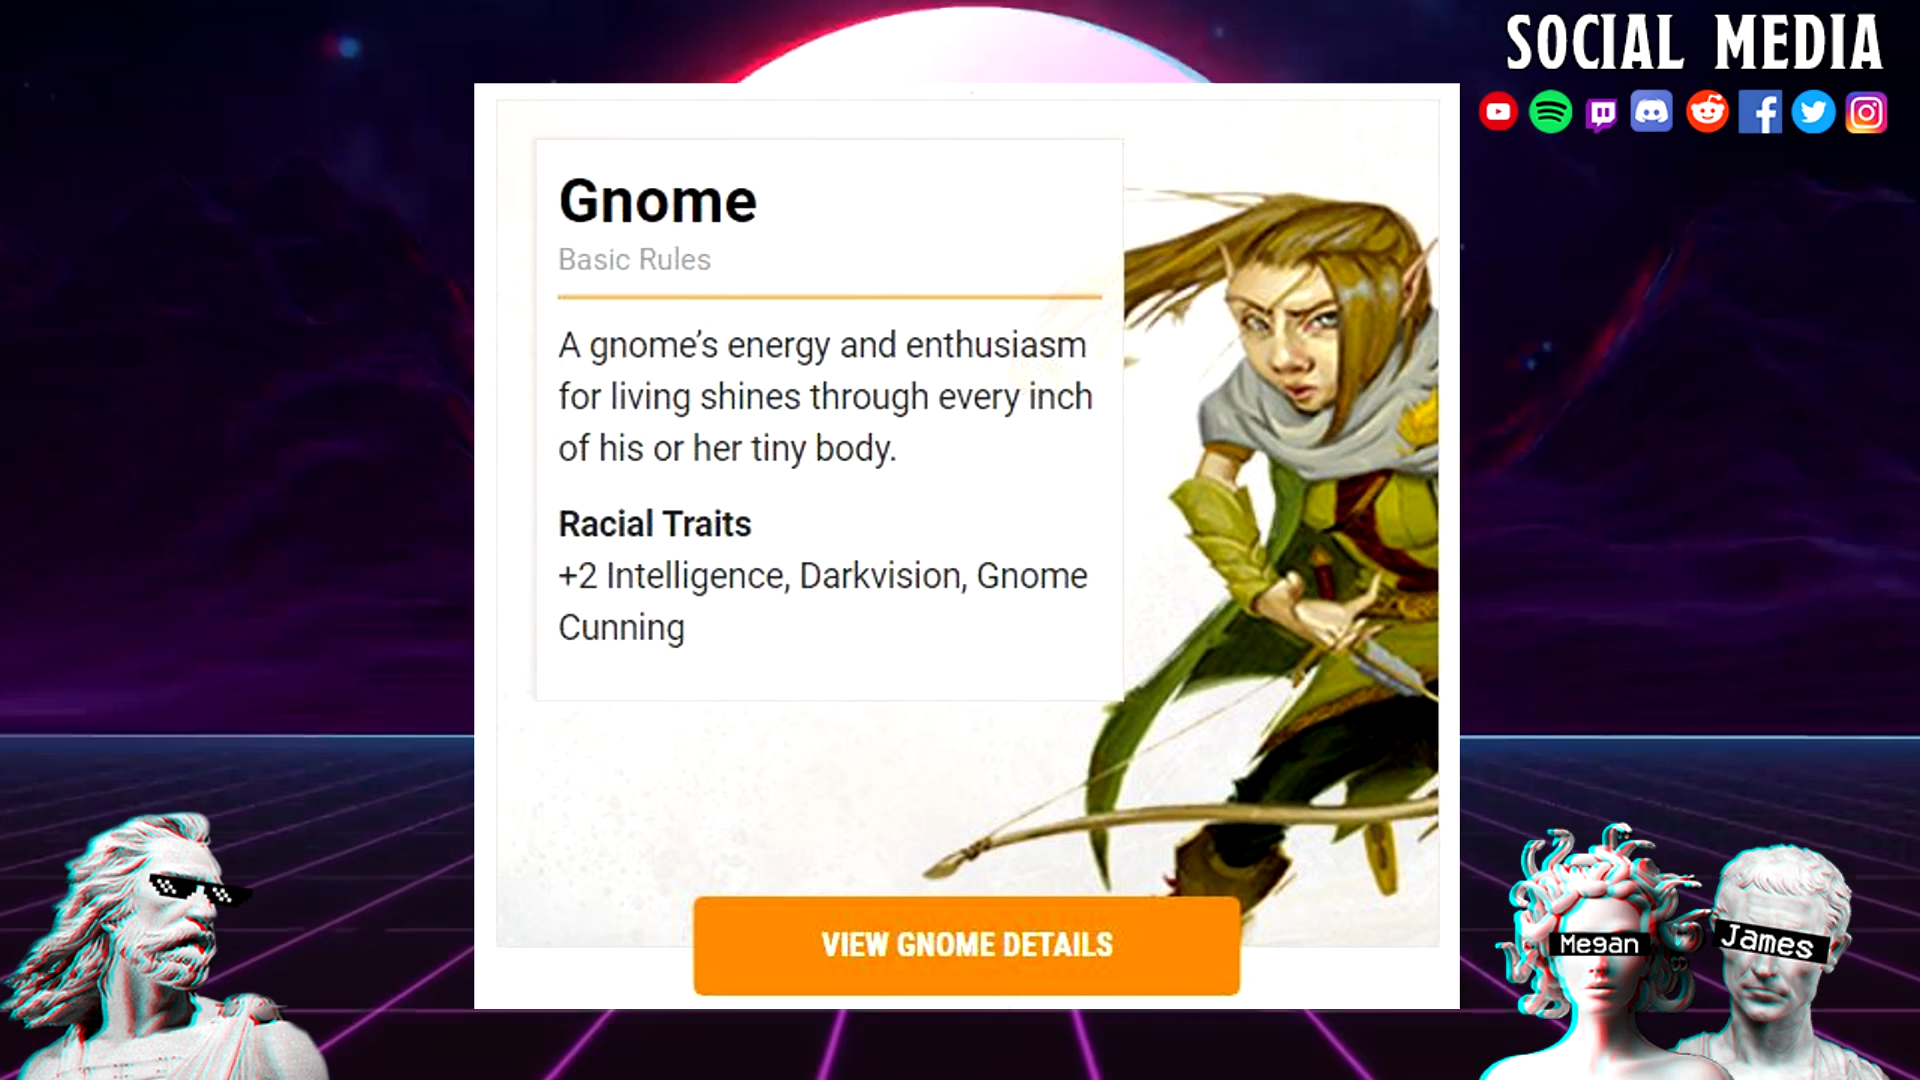 SOCIAL MEDIA
Gnome
Basic Rules
A gnome’s energy and enthusiasm
for living shines through every inch
of his or her tiny body.
Racial Traits
+2 Intelligence, Darkvision, Gnome
Cunning
VIEW GNOME DETAILS
Megan
James